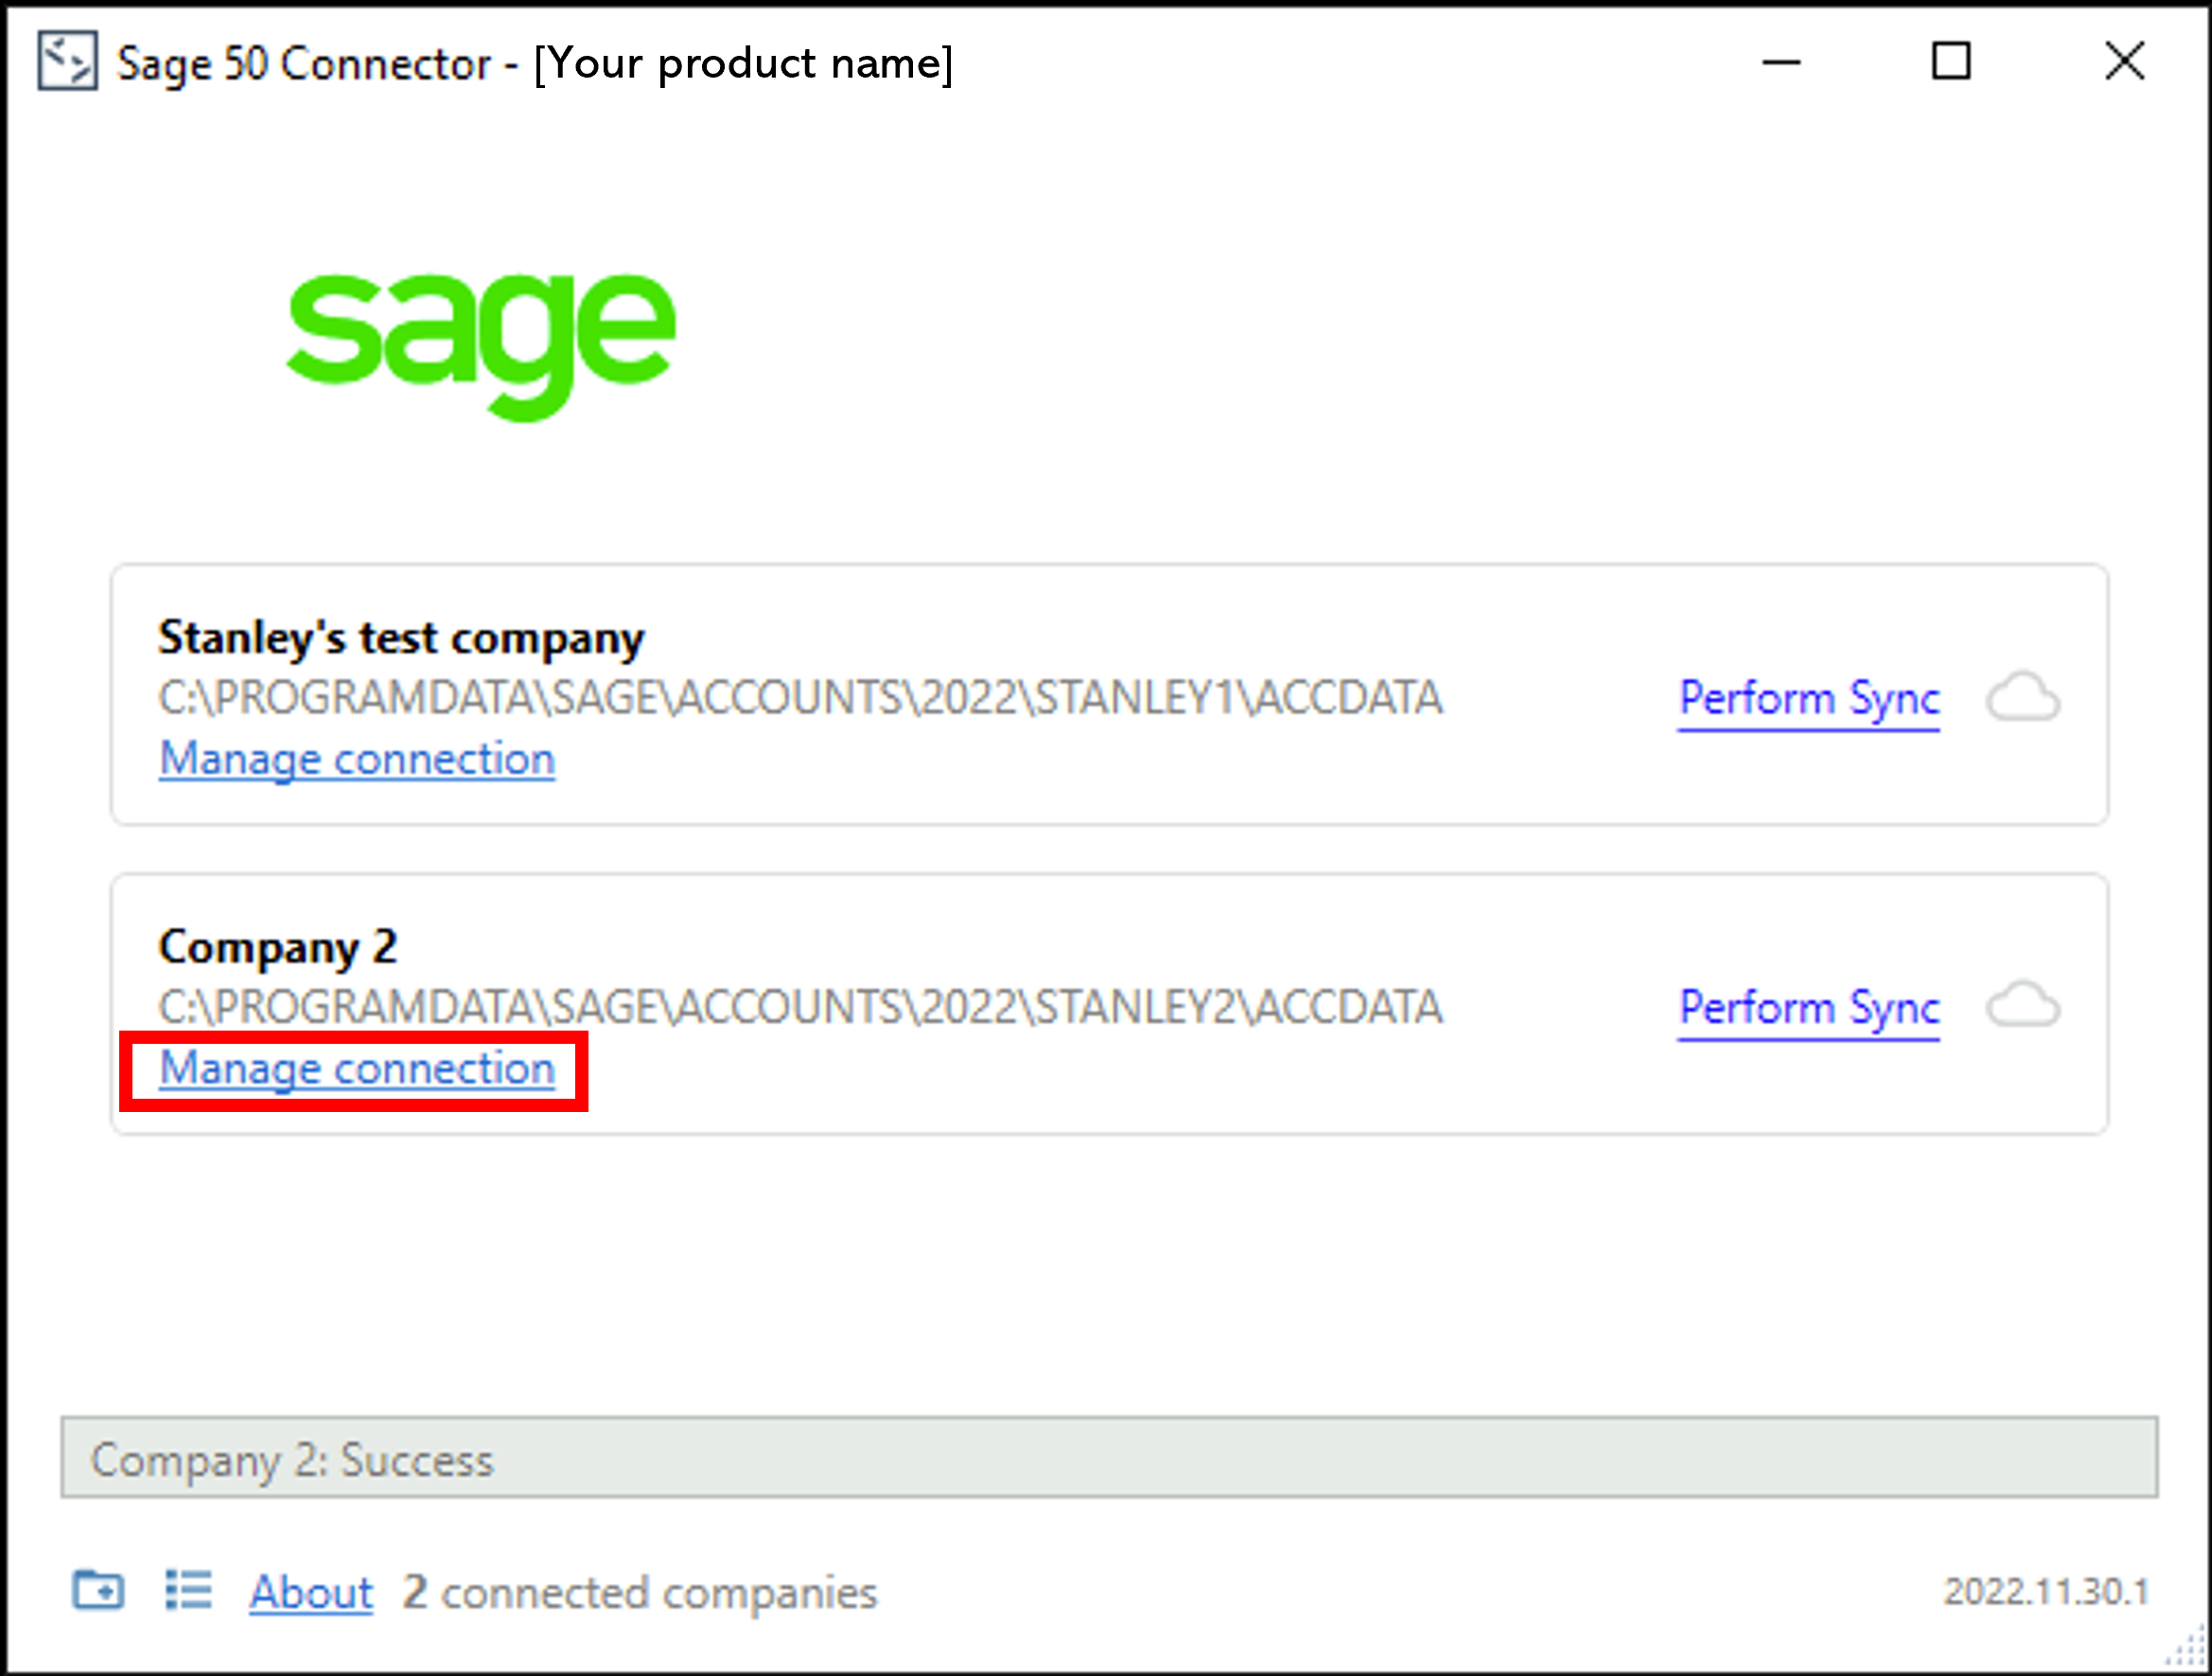 Sage 50 Connector - [Your product name]
sage
Stanley's test company
C:\PROGRAMDATA\SAGE\ACCOUNTS\2022\STANLEY1\ACCDATA
Perform Sync
Manage connection
Company 2
C:\PROGRAMDATA\SAGE\ACCOUNTS\2022\STANLEY2\ACCDATA
Perform Sync
Manage connection
Company 2: Success
About 2 connected companies
2022.11.30.1